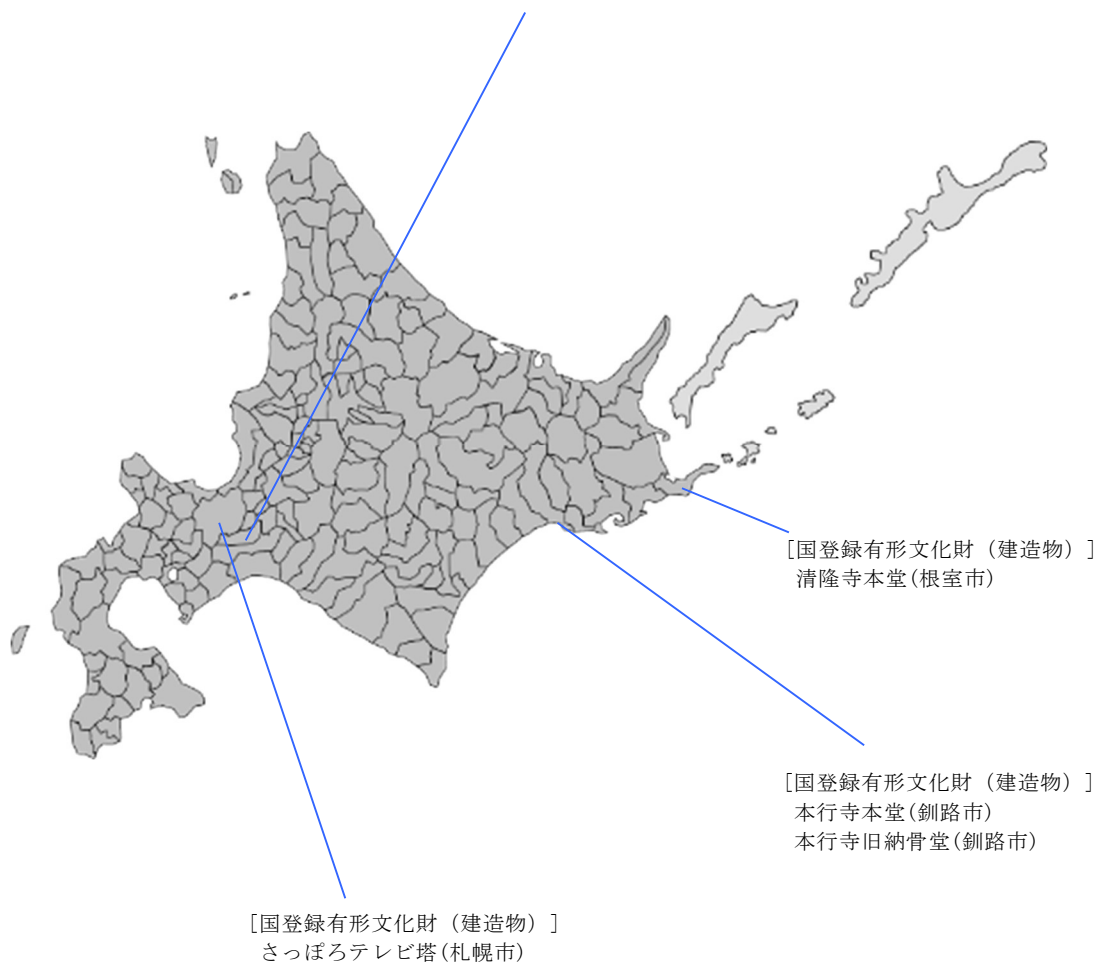 ［国登録有形文化財（建造物）］
清隆寺本堂(根室市)
［国登録有形文化財（建造物）］
本行寺本堂(釧路市)
本行寺旧納骨堂(釧路市)
［国登録有形文化財（建造物）］
さっぽろテレビ塔(札幌市)